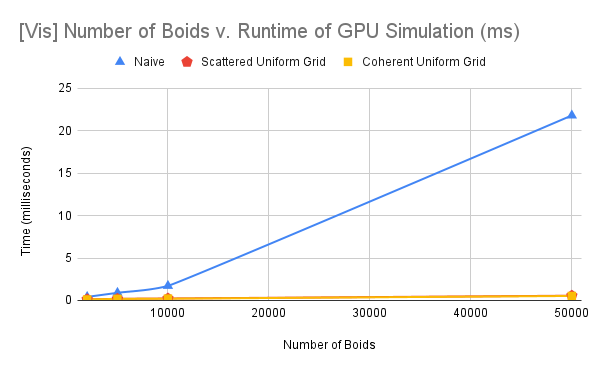 [Vis] Number of Boids v. Runtime of GPU Simulation (ms)
Naive Scattered Uniform Grid Coherent Uniform Grid
25
20
15
10
5
0
Time (milliseconds)
10000 20000 30000 40000 50000
Number of Boids